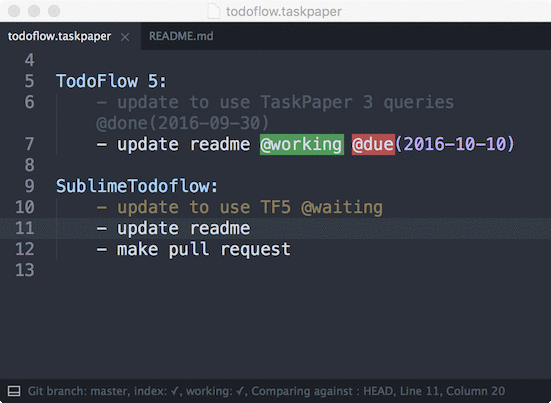 todoflow.taskpaper
todoflow.taskpaper × README.md
4
5 TodoFlow 5:
6 - update to use TaskPaper 3 queries
@done(2016-09-30)
7 - update readme @working @due(2016-10-10)
8
9 SublimeTodoflow:
10 - update to use TF5 @waiting
11 - update readme
12 - make pull request
13
Git branch: master, index: ✓, working: ✓, Comparing against : HEAD, Line 11, Column 20